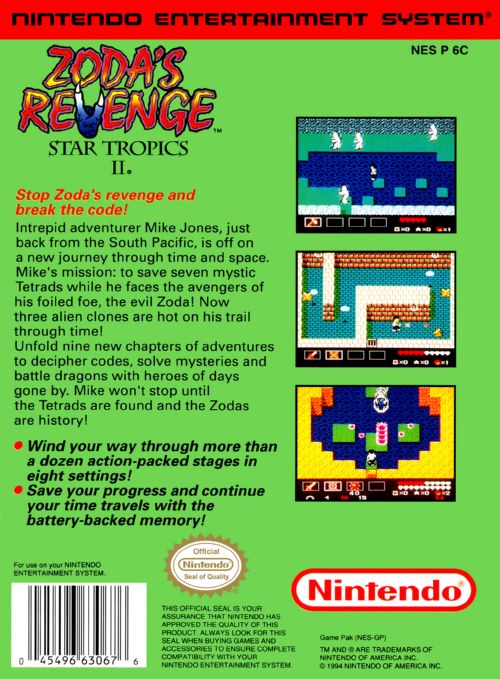 NINTENDO ENTERTAINMENT SYSTEM®
NES P 6C
ZODA'S
REVENGE™
STAR TROPICS
II®
Stop Zoda's revenge and
break the code!
Intrepid adventurer Mike Jones, just
back from the South Pacific, is off on
a new journey through time and space.
Mike's mission: to save seven mystic
Tetrads while he faces the avengers of
his foiled foe, the evil Zoda! Now
three alien clones are hot on his trail
through time!
Unfold nine new chapters of adventures
to decipher codes, solve mysteries and
battle dragons with heroes of days
gone by. Mike won't stop until
the Tetrads are found and the Zodas
are history!
• Wind your way through more than
a dozen action-packed stages in
eight settings!
• Save your progress and continue
your time travels with the
battery-backed memory!
For use on your NINTENDO
ENTERTAINMENT SYSTEM.
0 45496 63067 6
Official
Nintendo
Seal of Quality
THIS OFFICIAL SEAL IS YOUR
ASSURANCE THAT NINTENDO HAS
APPROVED THE QUALITY OF THIS
PRODUCT. ALWAYS LOOK FOR THIS
SEAL WHEN BUYING GAMES AND
ACCESSORIES TO ENSURE COMPLETE
COMPATIBILITY WITH YOUR
NINTENDO ENTERTAINMENT SYSTEM.
Nintendo®
Game Pak (NES-GP)
TM AND ® ARE TRADEMARKS OF
NINTENDO OF AMERICA INC.
© 1994 NINTENDO OF AMERICA INC.